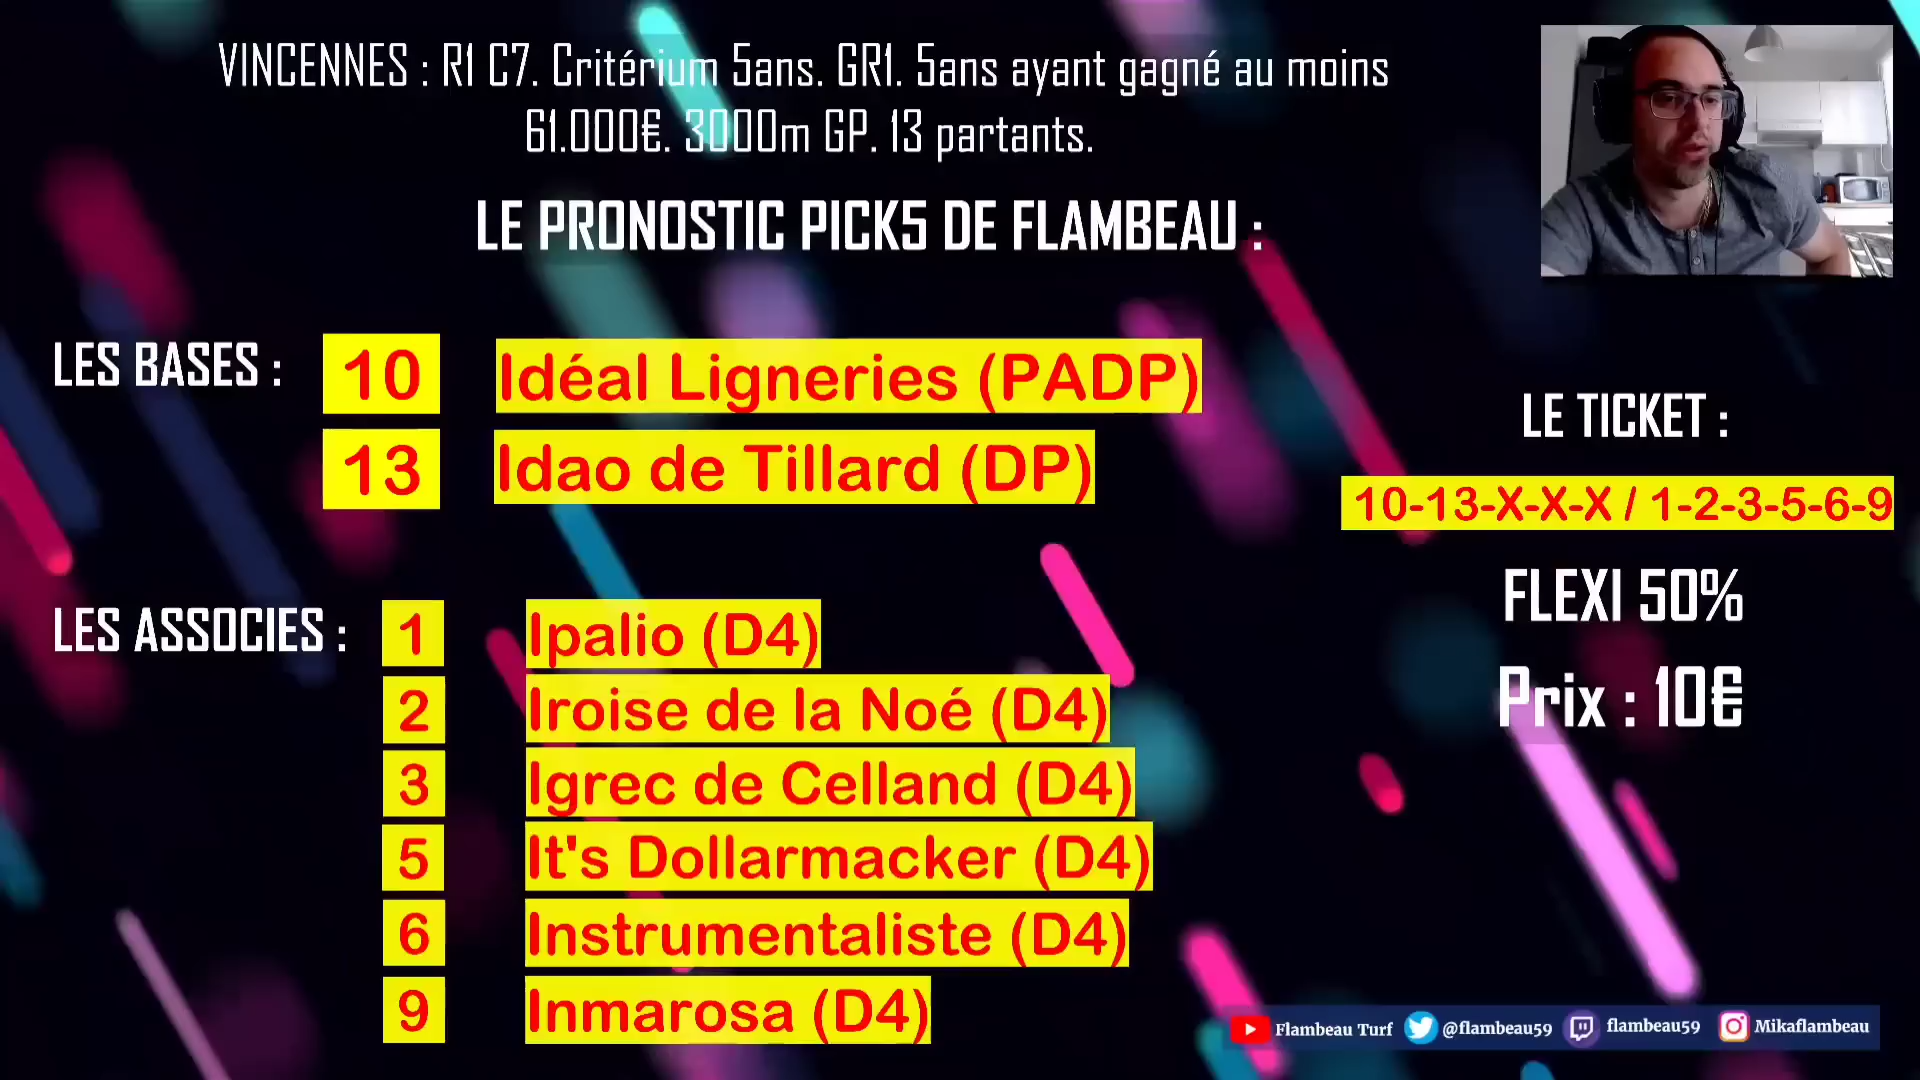 VINCENNES : R1 C7. Critérium 5ans. GR1. 5ans ayant gagné au moins
61.000€. 3000m GP. 13 partants.
LE PRONOSTIC PICK5 DE FLAMBEAU :
LES BASES :
10 Idéal Ligneries (PADP)
13 Idao de Tillard (DP)
LES ASSOCIES :
1 Ipalio (D4)
2 Iroise de la Noé (D4)
3 Igrec de Celland (D4)
5 It's Dollarmacker (D4)
6 Instrumentaliste (D4)
9 Inmarosa (D4)
LE TICKET :
10-13-X-X-X / 1-2-3-5-6-9
FLEXI 50%
Prix : 10€
Flambeau Turf @flambeau59 flambeau59 Mikaflambeau